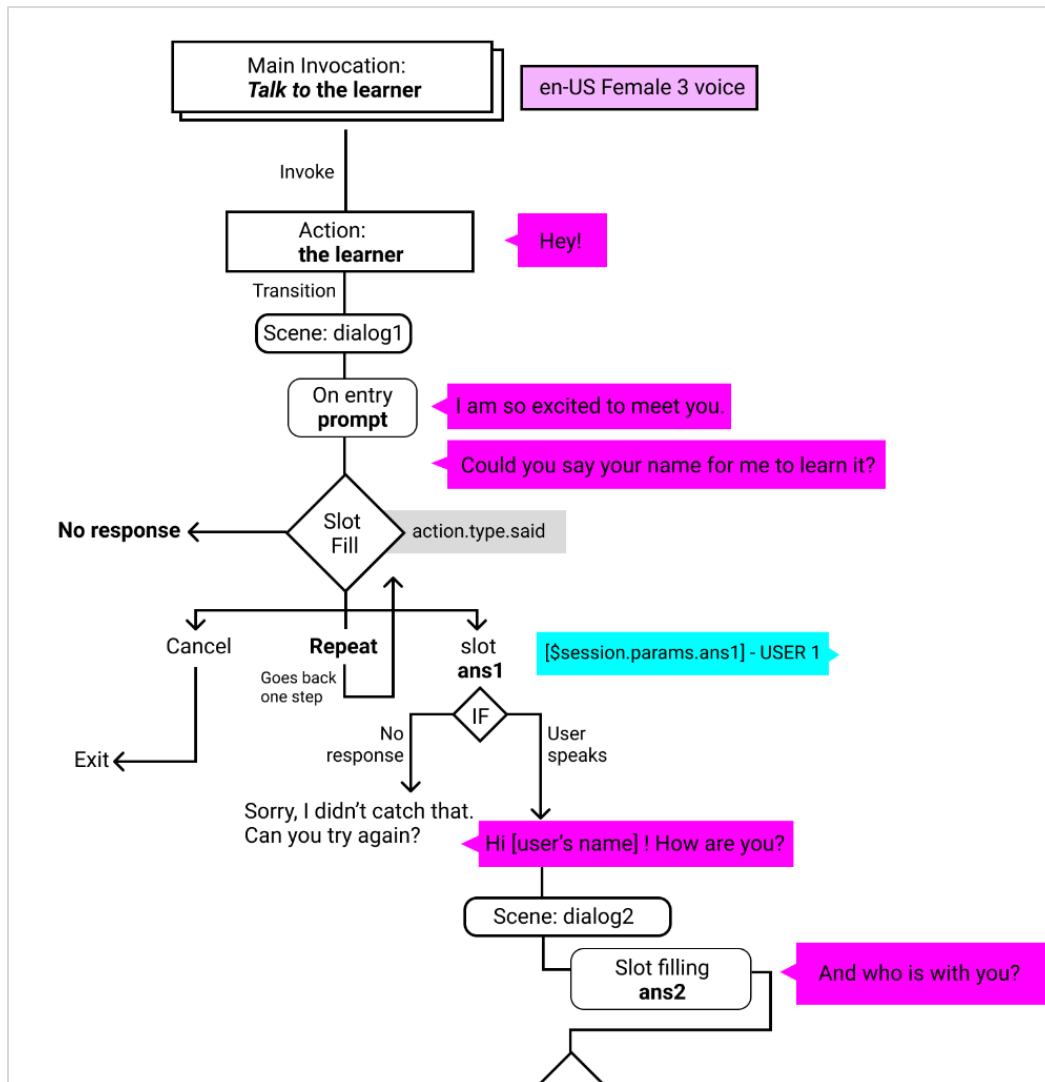 Main Invocation:
Talk to the learner
en-US Female 3 voice
Invoke
Action:
the learner
Hey!
Transition
Scene: dialog1
On entry
prompt
I am so excited to meet you.
Could you say your name for me to learn it?
No response
Slot
Fill
action.type.said
Cancel
Repeat
slot
ans1
[$session.params.ans1] - USER 1
Goes back
one step
IF
No
response
User
speaks
Exit
Sorry, I didn’t catch that.
Can you try again?
Hi [user’s name] ! How are you?
Scene: dialog2
Slot filling
ans2
And who is with you?